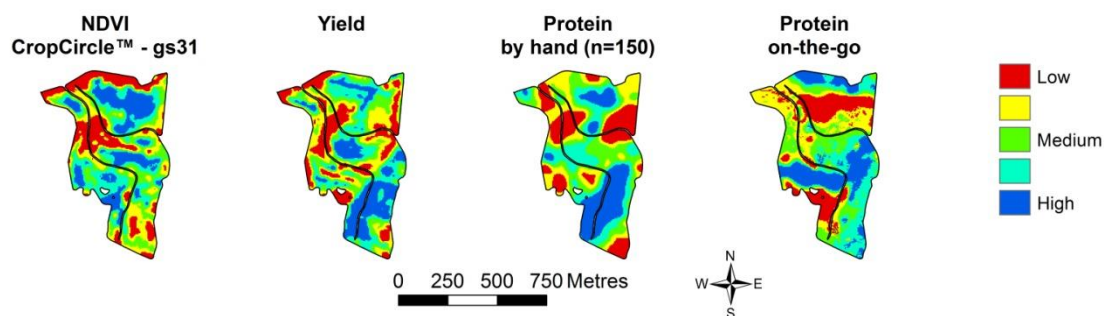 NDVI
CropCircle™ - gs31
Yield
Protein
by hand (n=150)
Protein
on-the-go
Low
Medium
High
0 250 500 750 Metres
N
W E
S